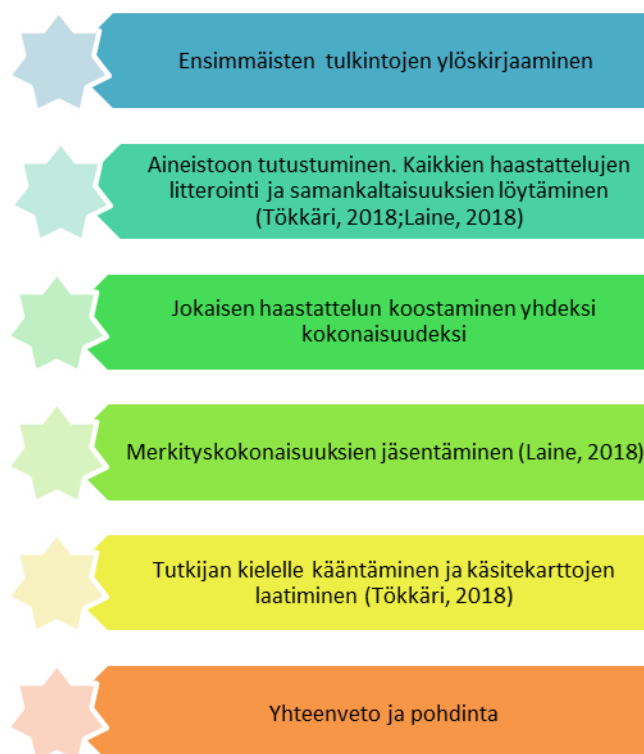 Ensimmäisten tulkintojen ylöskirjaaminen
Aineistoon tutustuminen. Kaikkien haastattelujen
litterointi ja samankaltaisuuksien löytäminen
(Tökkäri, 2018;Laine, 2018)
Jokaisen haastattelun koostaminen yhdeksi
kokonaisuudeksi
Merkityskokonaisuuksien jäsentäminen (Laine, 2018)
Tutkijan kielelle kääntäminen ja käsitekarttojen
laatiminen (Tökkäri, 2018)
Yhteenveto ja pohdinta